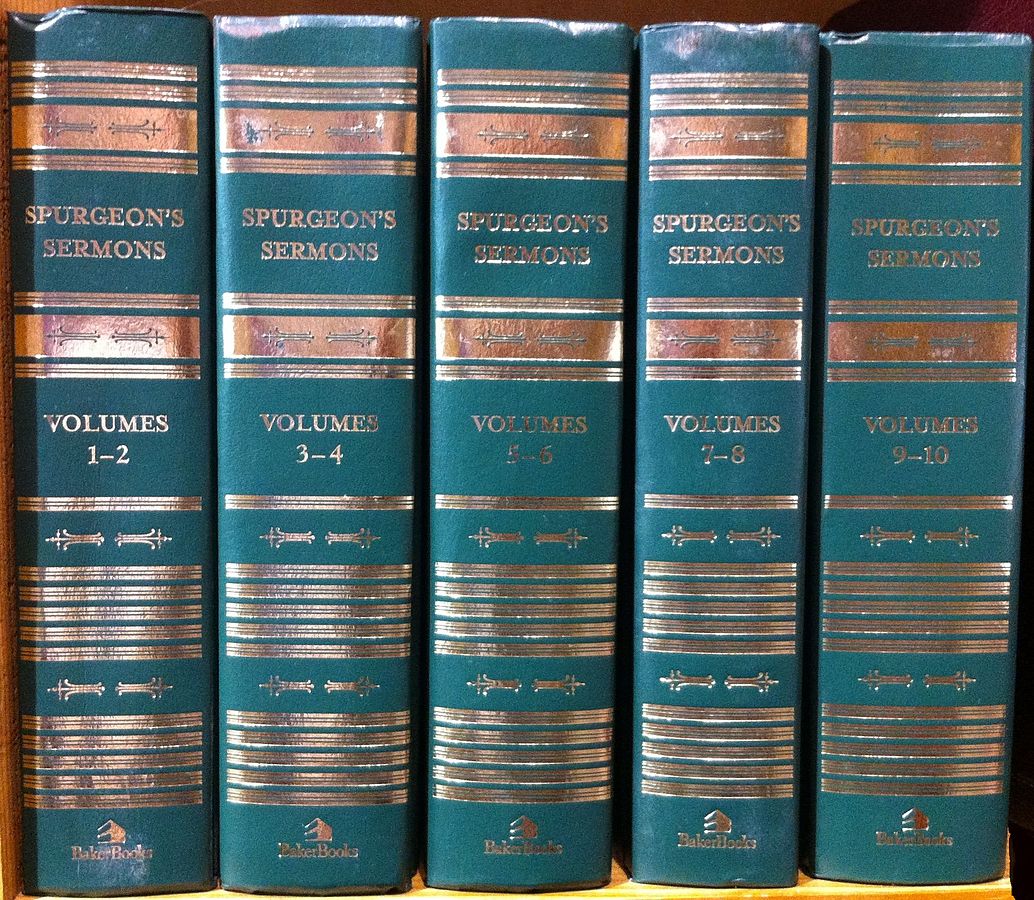 SPURGEON'S
SERMONS
VOLUMES
1–2
BakerBooks
SPURGEON'S
SERMONS
VOLUMES
3–4
BakerBooks
SPURGEON'S
SERMONS
VOLUMES
5–6
BakerBooks
SPURGEON'S
SERMONS
VOLUMES
7–8
BakerBooks
SPURGEON'S
SERMONS
VOLUMES
9–10
BakerBooks